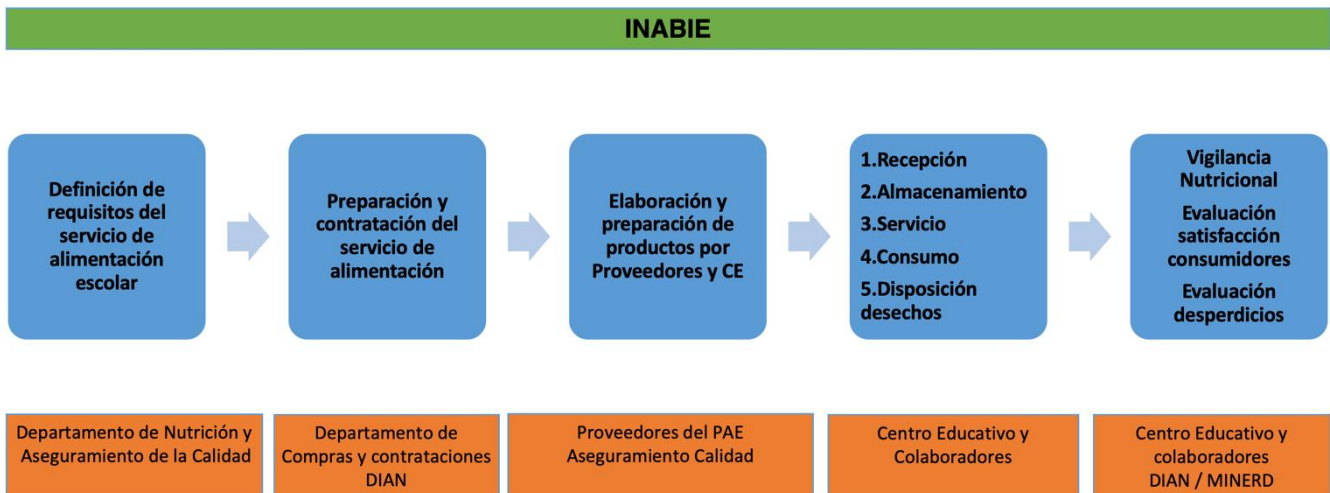 INABIE
Definición de
requisitos del
servicio de
alimentación
escolar
Preparación y
contratación del
servicio de
alimentación
Elaboración y
preparación de
productos por
Proveedores y CE
1.Recepción
2.Almacenamiento
3.Servicio
4.Consumo
5.Disposición
desechos
Vigilancia
Nutricional
Evaluación
satisfacción
consumidores
Evaluación
desperdicios
Departamento de Nutrición y
Aseguramiento de la Calidad
Departamento de
Compras y contrataciones
DIAN
Proveedores del PAE
Aseguramiento Calidad
Centro Educativo y
Colaboradores
Centro Educativo y
colaboradores
DIAN / MINERD